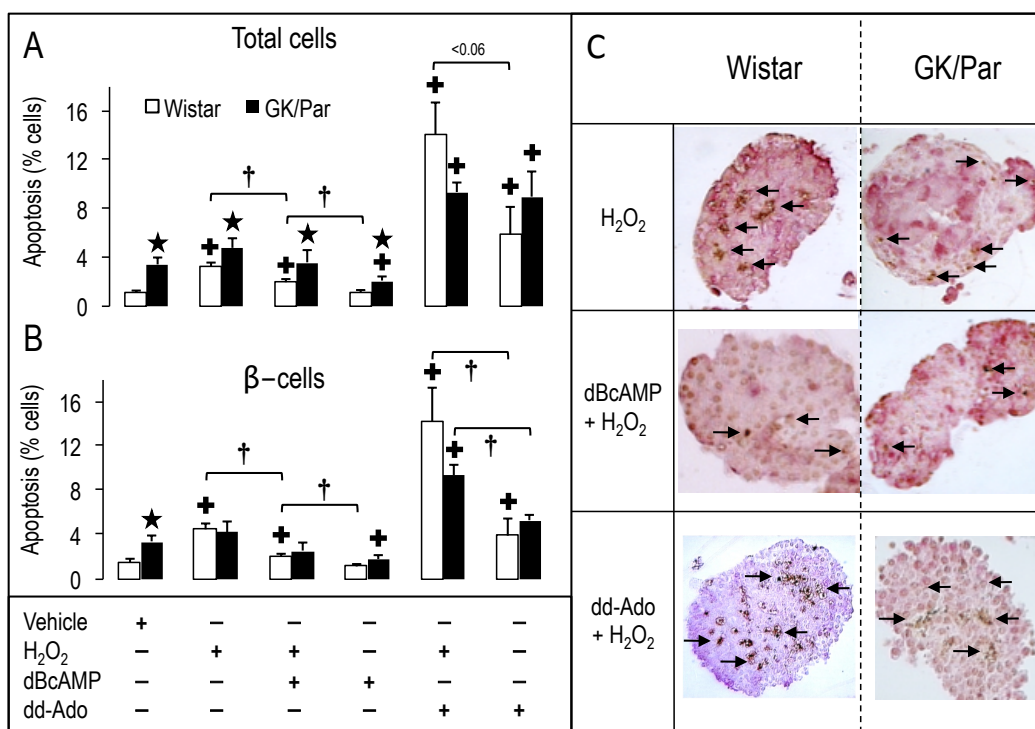 A
Total cells
<0.06
Apoptosis (% cells)
16
12
8
4
0
Wistar
GK/Par
✚
✚
✚
✚
†
†
★
★
★
★
✚
✚
✚
B
β–cells
Apoptosis (% cells)
16
12
8
4
0
†
†
†
†
✚
✚
✚
✚
✚
✚
★
Vehicle + – – – – –
H₂O₂ – + + – + –
dBcAMP – – + + – –
dd-Ado – – – – + +
C
Wistar
GK/Par
H₂O₂
dBcAMP
+ H₂O₂
dd-Ado
+ H₂O₂